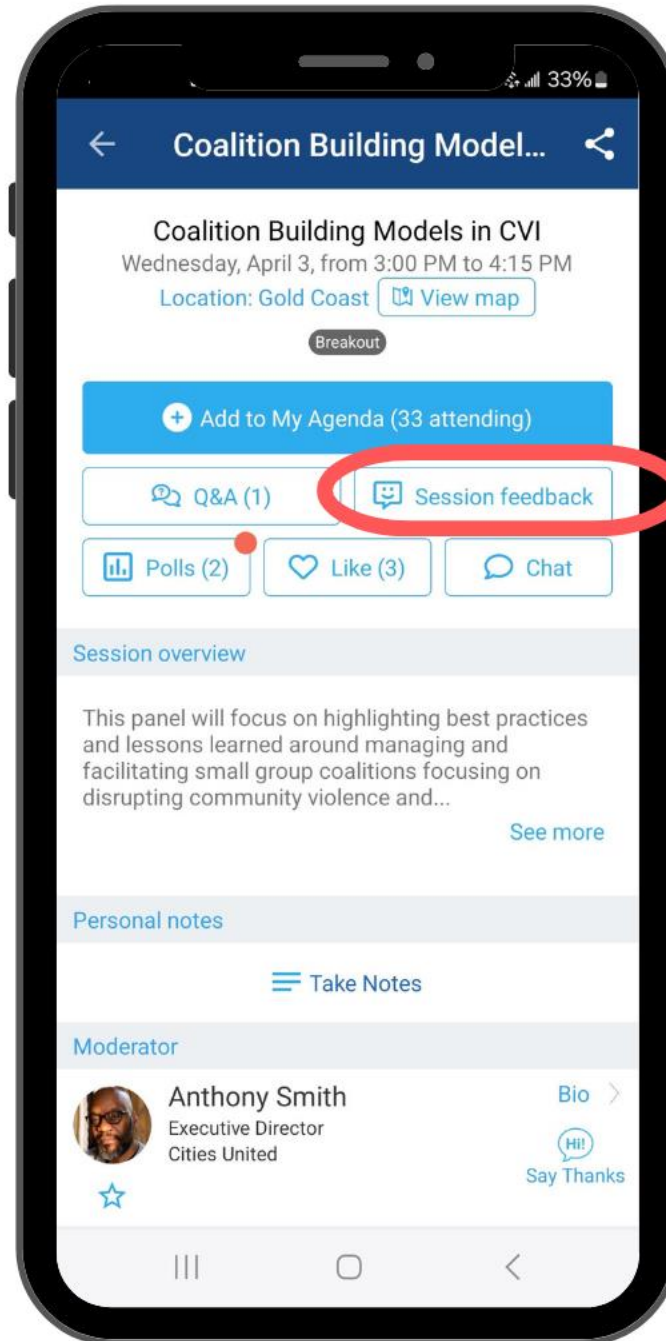 33%
Coalition Building Model...
Coalition Building Models in CVI
Wednesday, April 3, from 3:00 PM to 4:15 PM
Location: Gold Coast View map
Breakout
Add to My Agenda (33 attending)
Q&A (1) Session feedback
Polls (2) Like (3) Chat
Session overview
This panel will focus on highlighting best practices
and lessons learned around managing and
facilitating small group coalitions focusing on
disrupting community violence and...
See more
Personal notes
Take Notes
Moderator
Anthony Smith Bio
Executive Director
Cities United
Hi!
Say Thanks